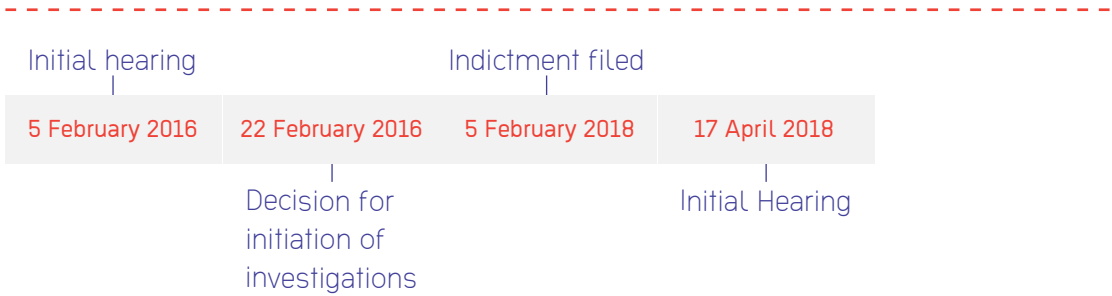 Initial hearing
Indictment filed
5 February 2016
22 February 2016
5 February 2018
17 April 2018
Decision for
initiation of
investigations
Initial Hearing